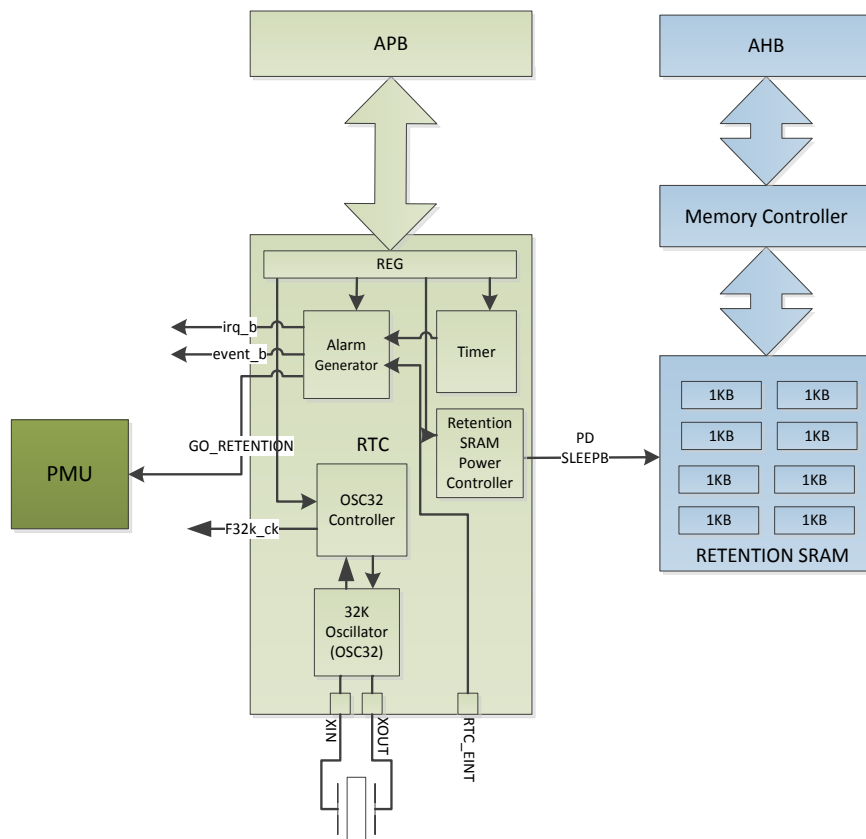 APB
AHB
Memory Controller
REG
irq_b
event_b
Alarm
Generator
Timer
GO_RETENTION
RTC
Retention
SRAM
Power
Controller
PD
SLEEPB
PMU
OSC32
Controller
F32k_ck
32K
Oscillator
(OSC32)
XIN
XOUT
RTC_EINT
1KB
1KB
1KB
1KB
1KB
1KB
1KB
1KB
RETENTION SRAM